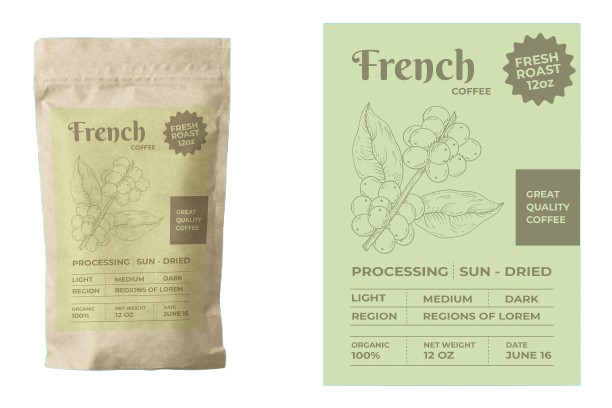 French
COFFEE
FRESH
ROAST
12oz
GREAT
QUALITY
COFFEE
PROCESSING SUN - DRIED
LIGHT MEDIUM DARK
REGION REGIONS OF LOREM
ORGANIC NET WEIGHT DATE
100% 12 OZ JUNE 16
French
COFFEE
FRESH
ROAST
12oz
GREAT
QUALITY
COFFEE
PROCESSING SUN - DRIED
LIGHT MEDIUM DARK
REGION REGIONS OF LOREM
ORGANIC NET WEIGHT DATE
100% 12 OZ JUNE 16